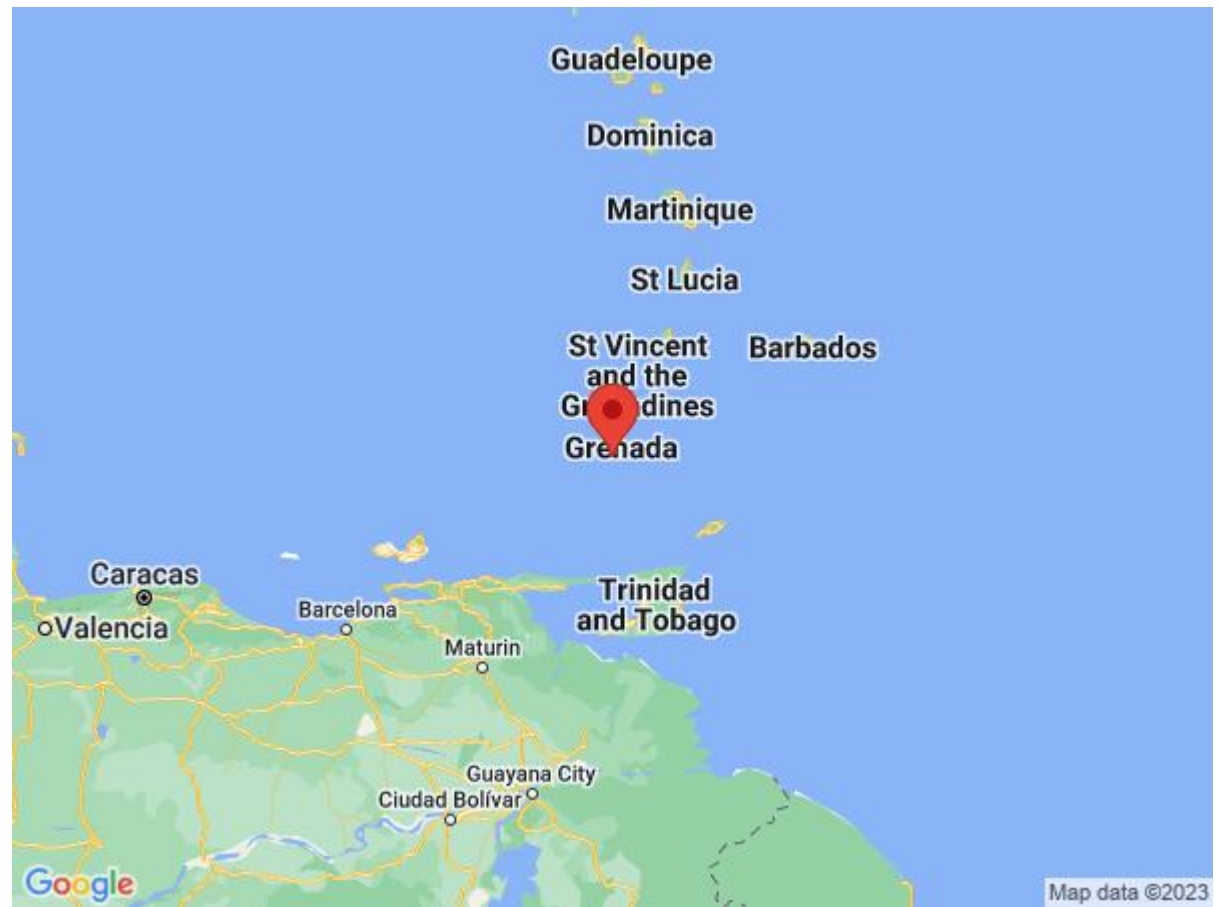 Guadeloupe
Dominica
Martinique
St Lucia
St Vincent
and the
Barbados
Grenada
Caracas
Valencia
Barcelona
Maturin
Trinidad
and Tobago
Guayana City
Ciudad Bolívar
Google
Map data ©2023